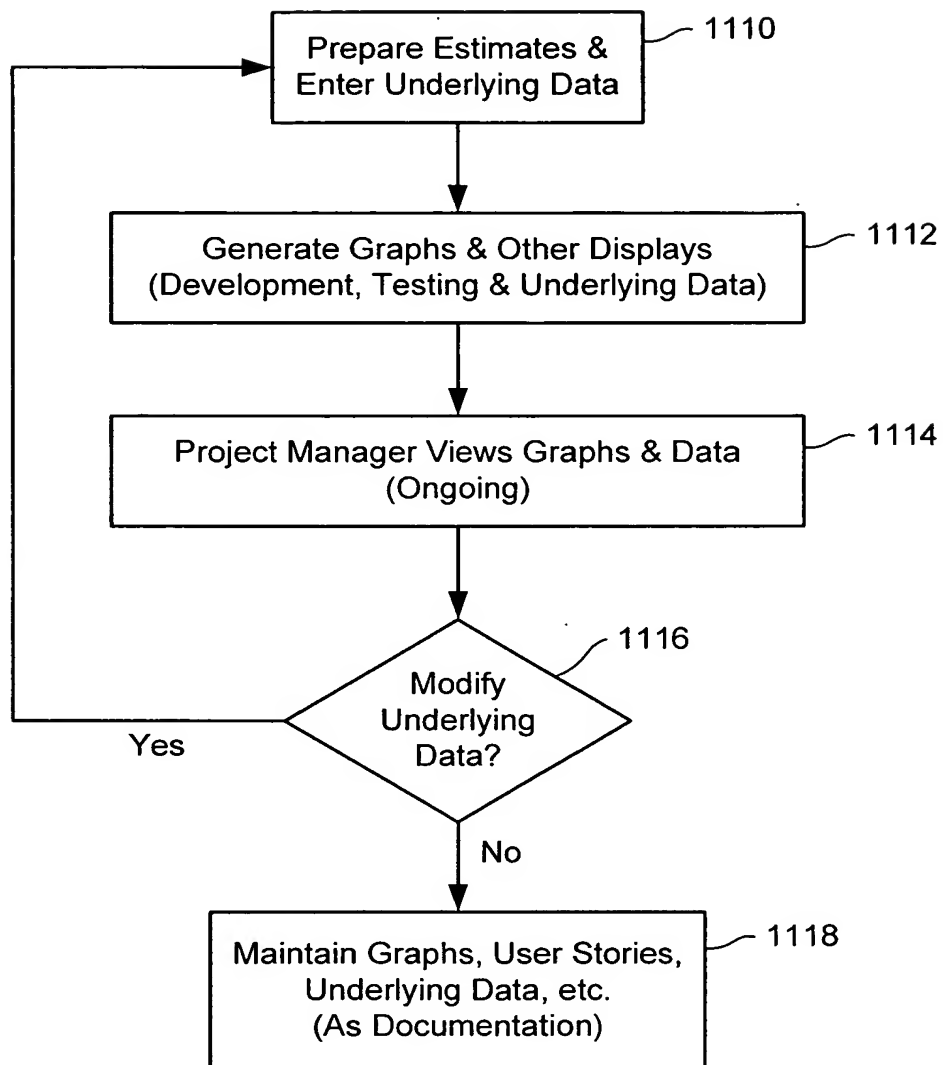 Prepare Estimates &
Enter Underlying Data
1110
Generate Graphs & Other Displays
(Development, Testing & Underlying Data)
1112
Project Manager Views Graphs & Data
(Ongoing)
1114
Modify
Underlying
Data?
1116
Yes
No
Maintain Graphs, User Stories,
Underlying Data, etc.
(As Documentation)
1118